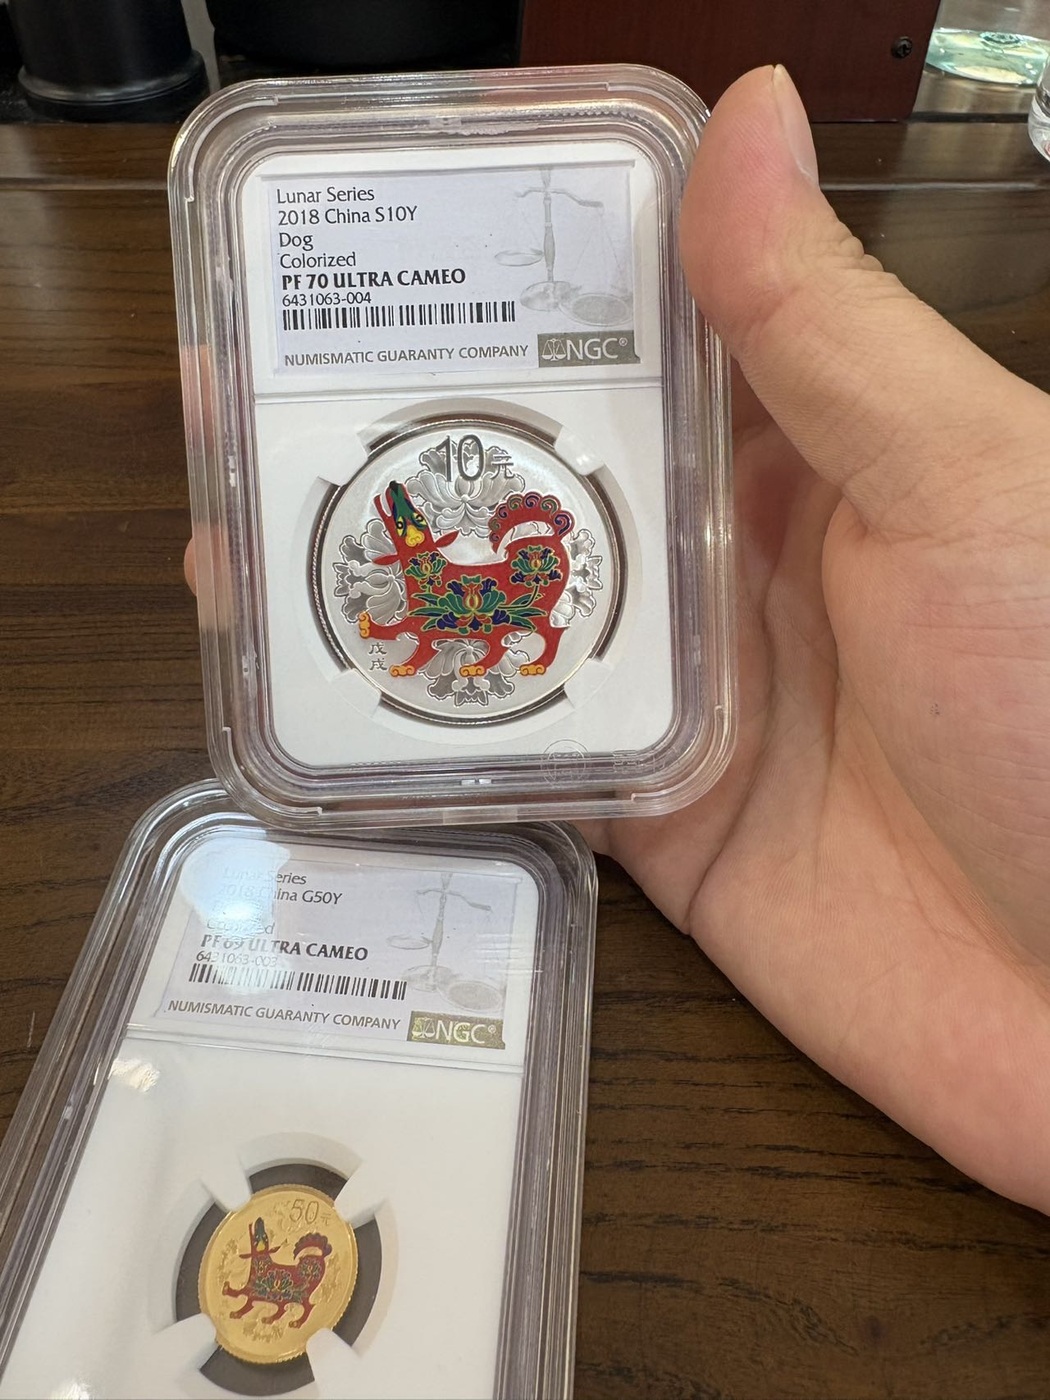 Lunar Series
2018 China S10Y
Dog
Colorized
PF 70 ULTRA CAMEO
6431063-004
NUMISMATIC GUARANTY COMPANY
NGC®
10元
戊
戌
Lunar Series
2018 China G50Y
Colorized
PF 69 ULTRA CAMEO
6431063-003
NUMISMATIC GUARANTY COMPANY
NGC®
50元